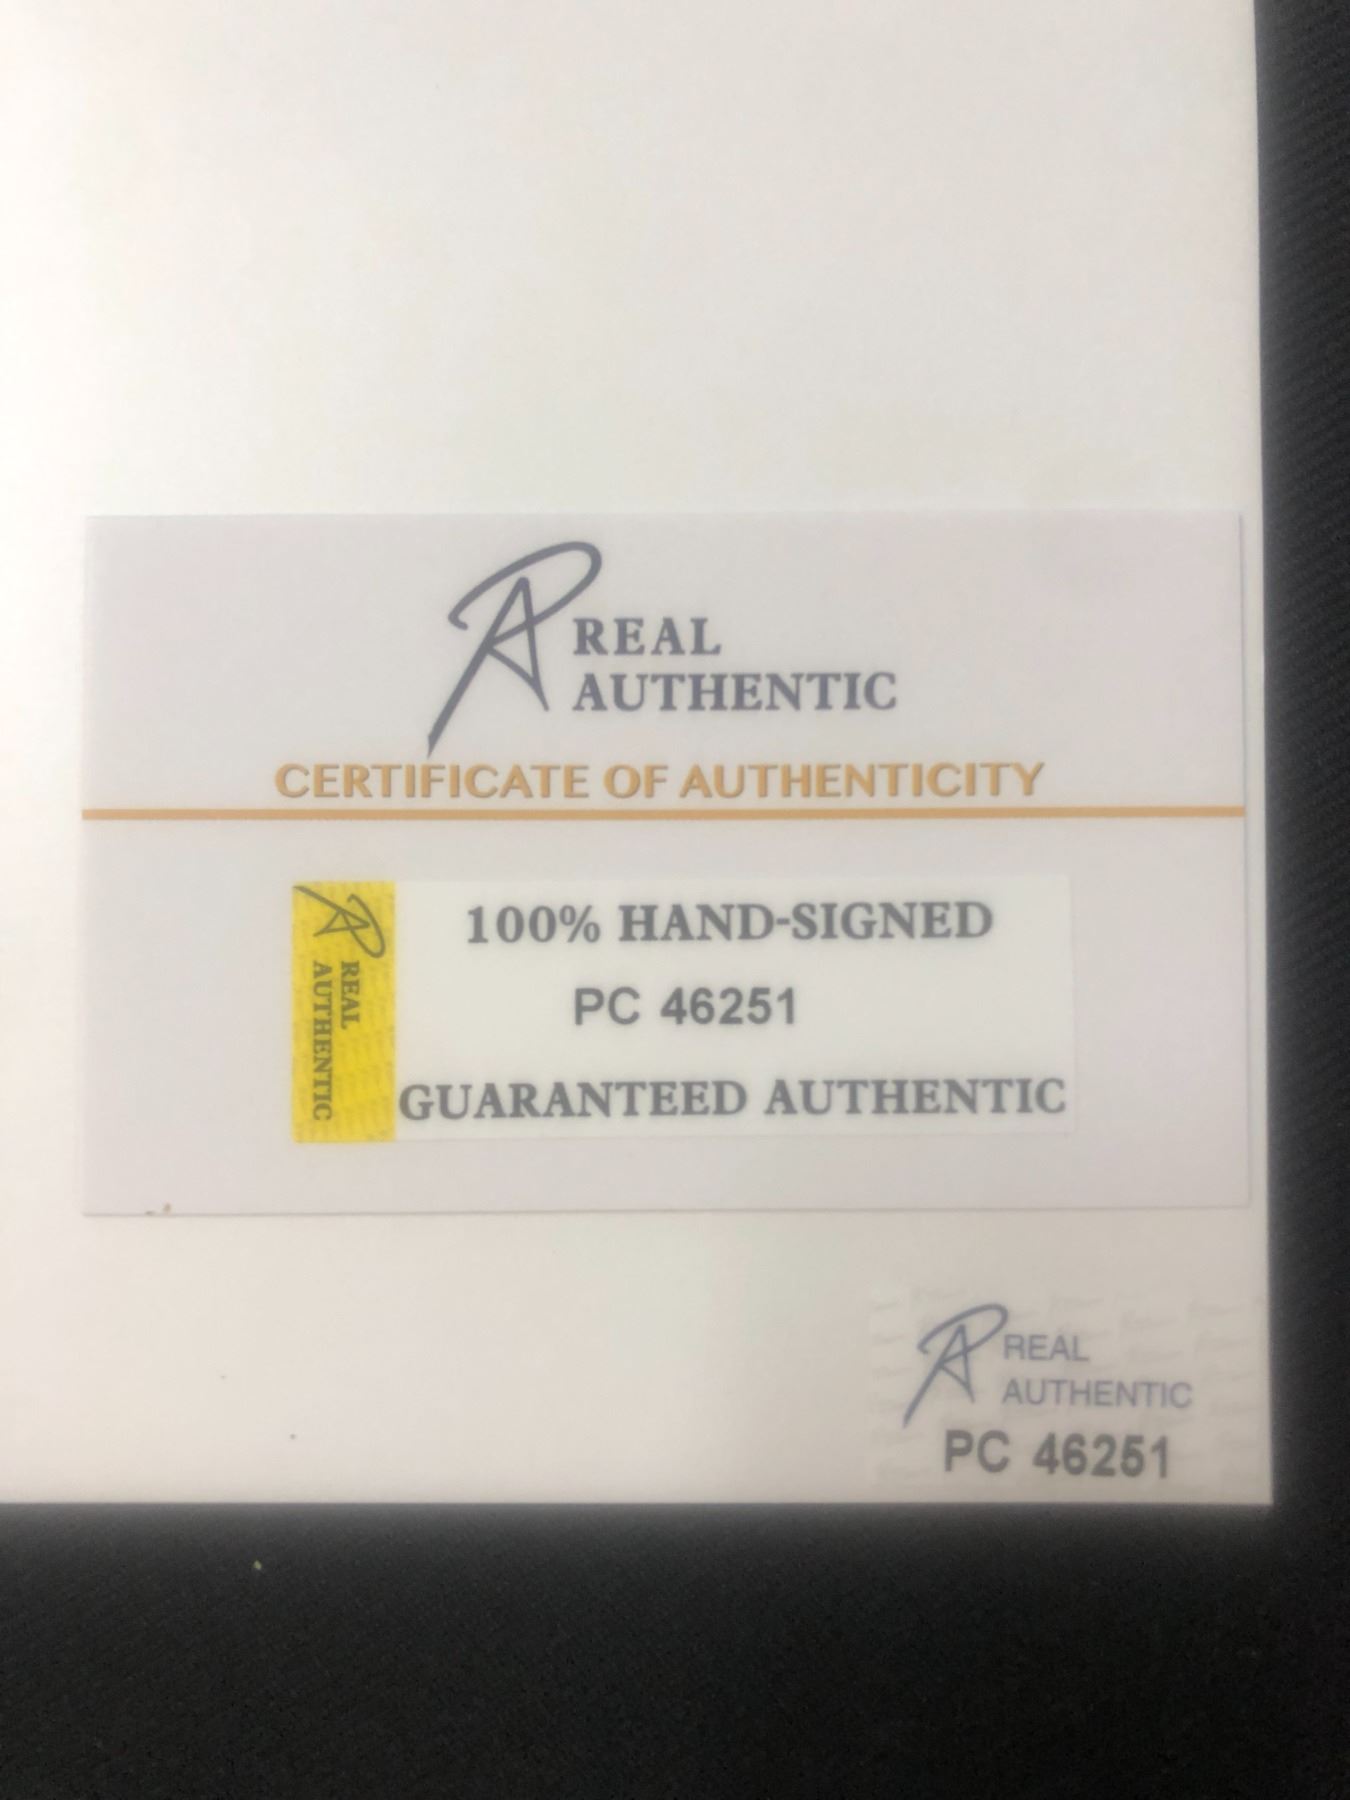 REAL
AUTHENTIC
CERTIFICATE OF AUTHENTICITY
REAL
AUTHENTIC
100% HAND-SIGNED
PC 46251
GUARANTEED AUTHENTIC
REAL
AUTHENTIC
PC 46251